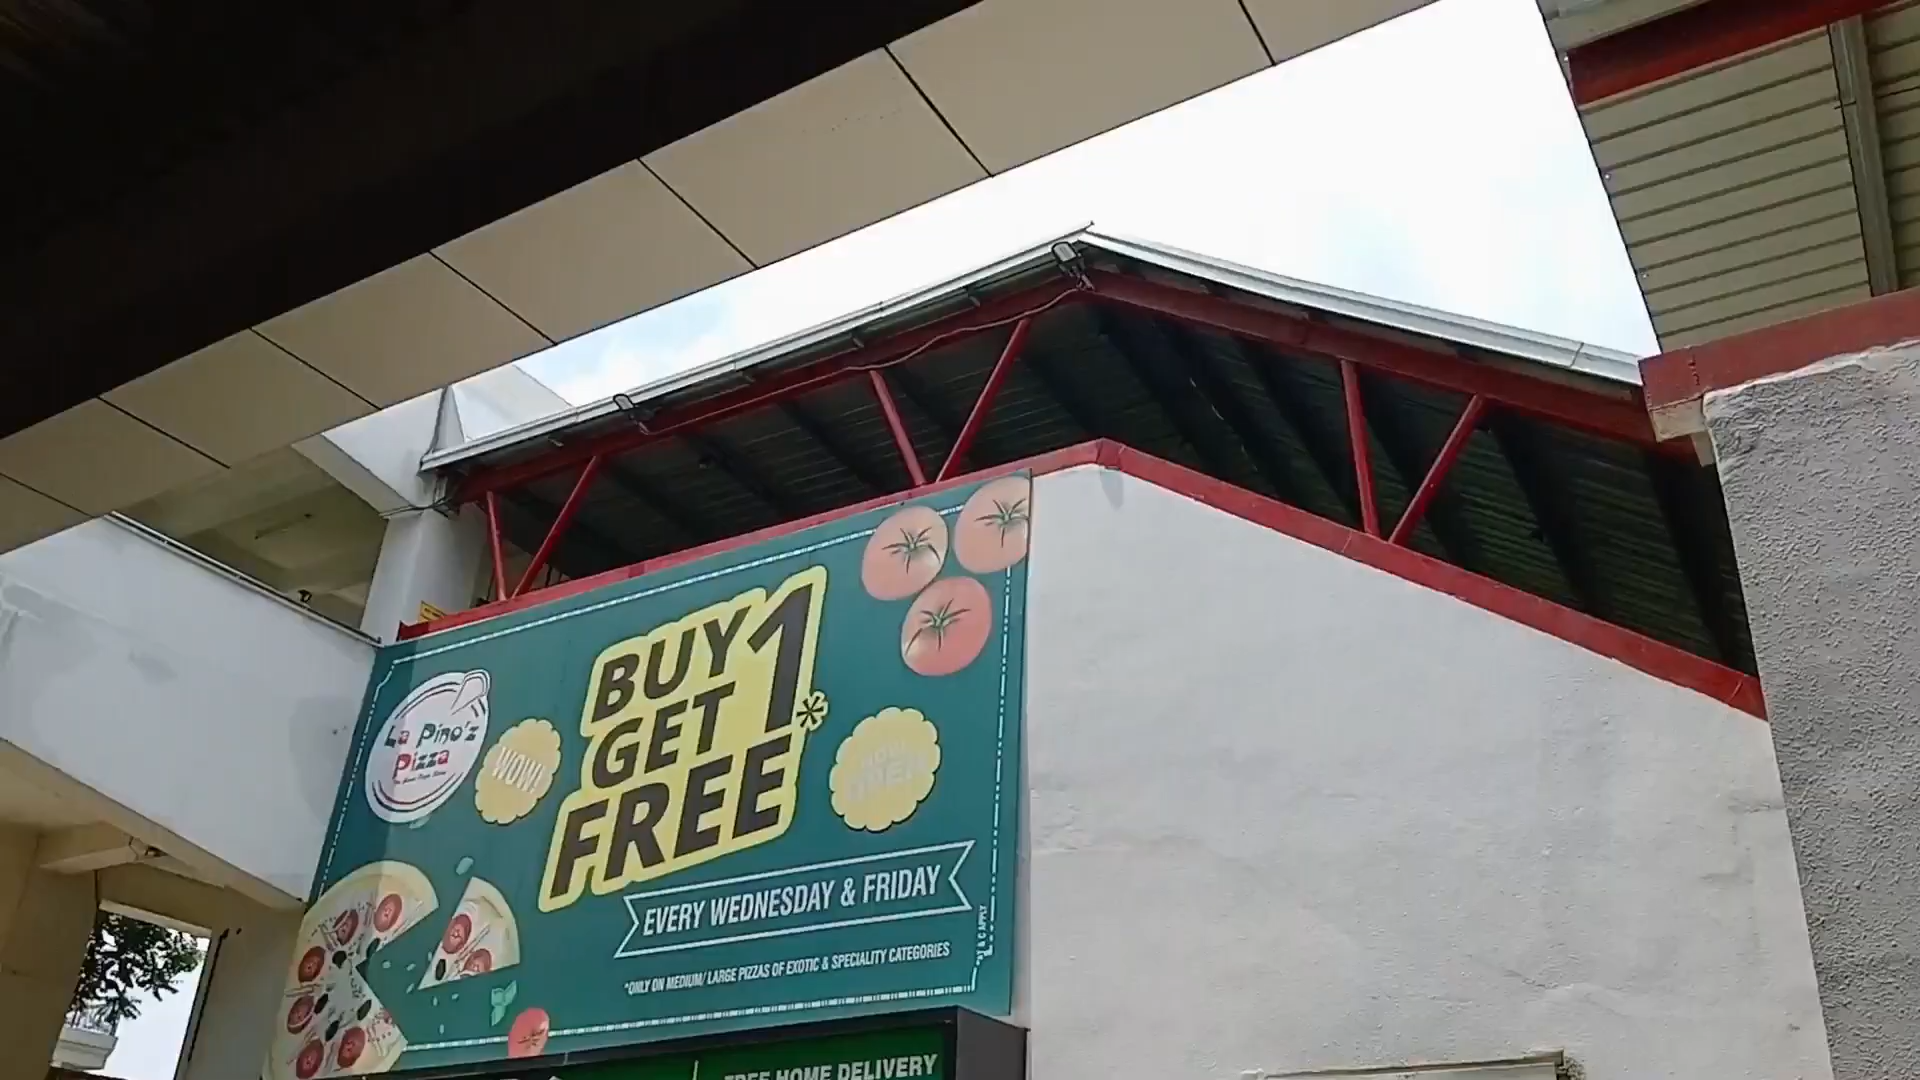 La Pino'z
Pizza
WOW!
BUY 1
GET
FREE*
EVERY WEDNESDAY & FRIDAY
*ONLY ON MEDIUM/ LARGE PIZZAS OF EXOTIC & SPECIALITY CATEGORIES
*T & C APPLY
FREE HOME DELIVERY